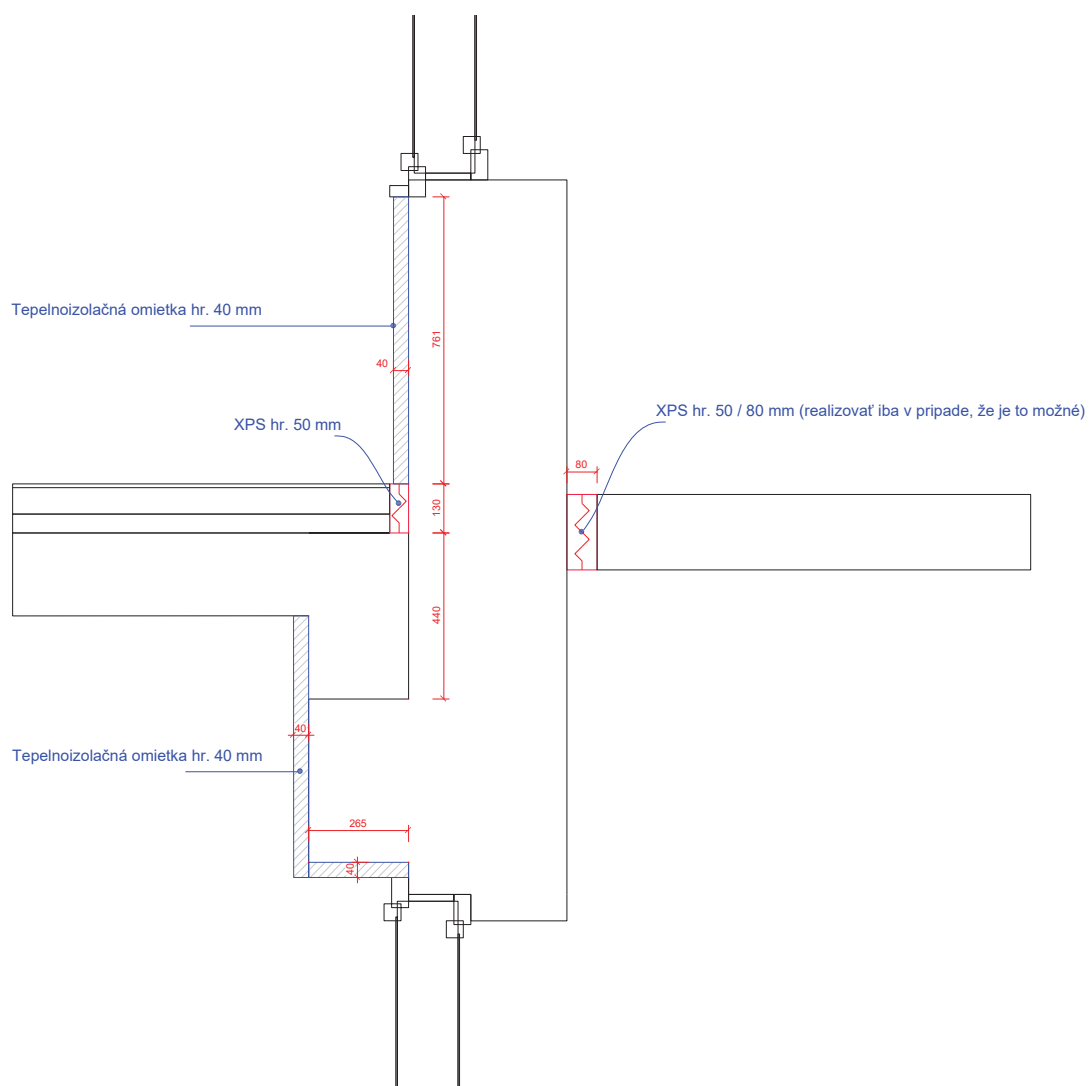 Tepelnoizolačná omietka hr. 40 mm
761
40
XPS hr. 50 mm
XPS hr. 50 / 80 mm (realizovať iba v pripade, že je to možné)
80
130
440
40
Tepelnoizolačná omietka hr. 40 mm
265
40